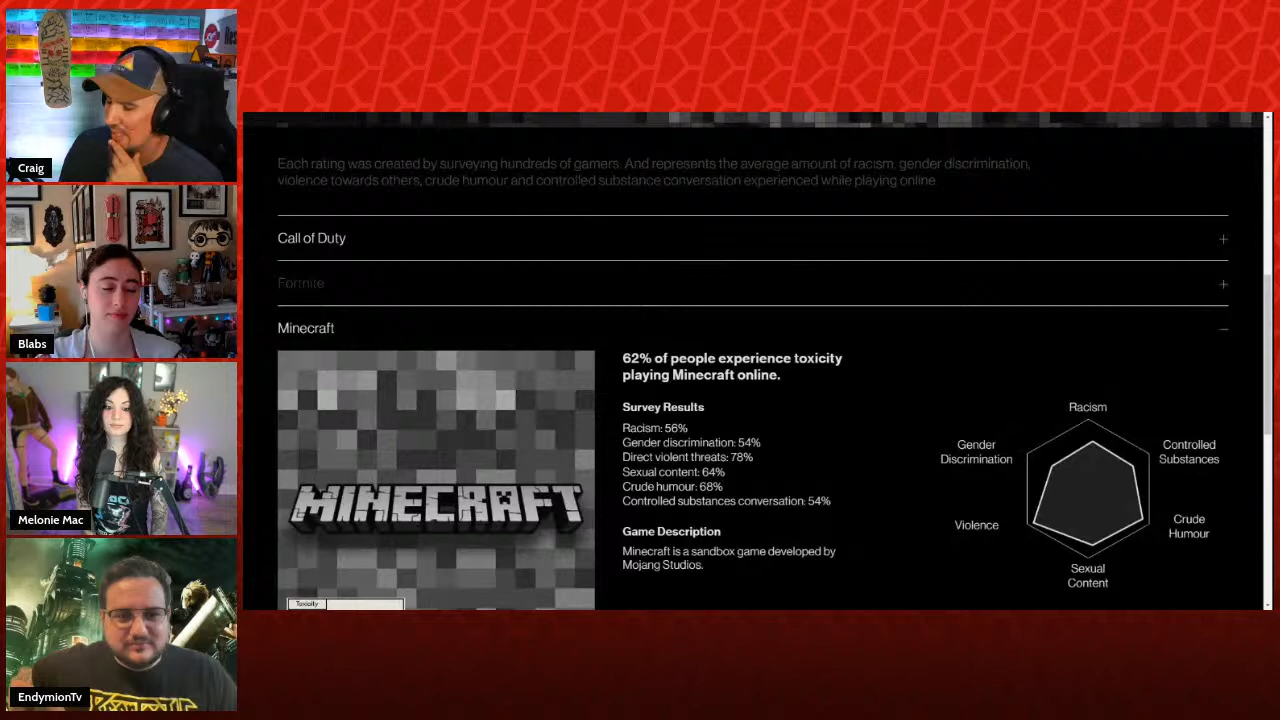 Craig
Blabs
Melonie Mac
EndymionTv
Each rating was created by surveying hundreds of gamers. And represents the average amount of racism, gender discrimination,
violence towards others, crude humour and controlled substance conversation experienced while playing online.
Call of Duty
+
Fortnite
+
Minecraft
–
MINECRAFT
Toxicity
62% of people experience toxicity
playing Minecraft online.
Survey Results
Racism: 56%
Gender discrimination: 54%
Direct violent threats: 78%
Sexual content: 64%
Crude humour: 68%
Controlled substances conversation: 54%
Game Description
Minecraft is a sandbox game developed by
Mojang Studios.
Racism
Gender
Discrimination
Controlled
Substances
Violence
Crude
Humour
Sexual
Content